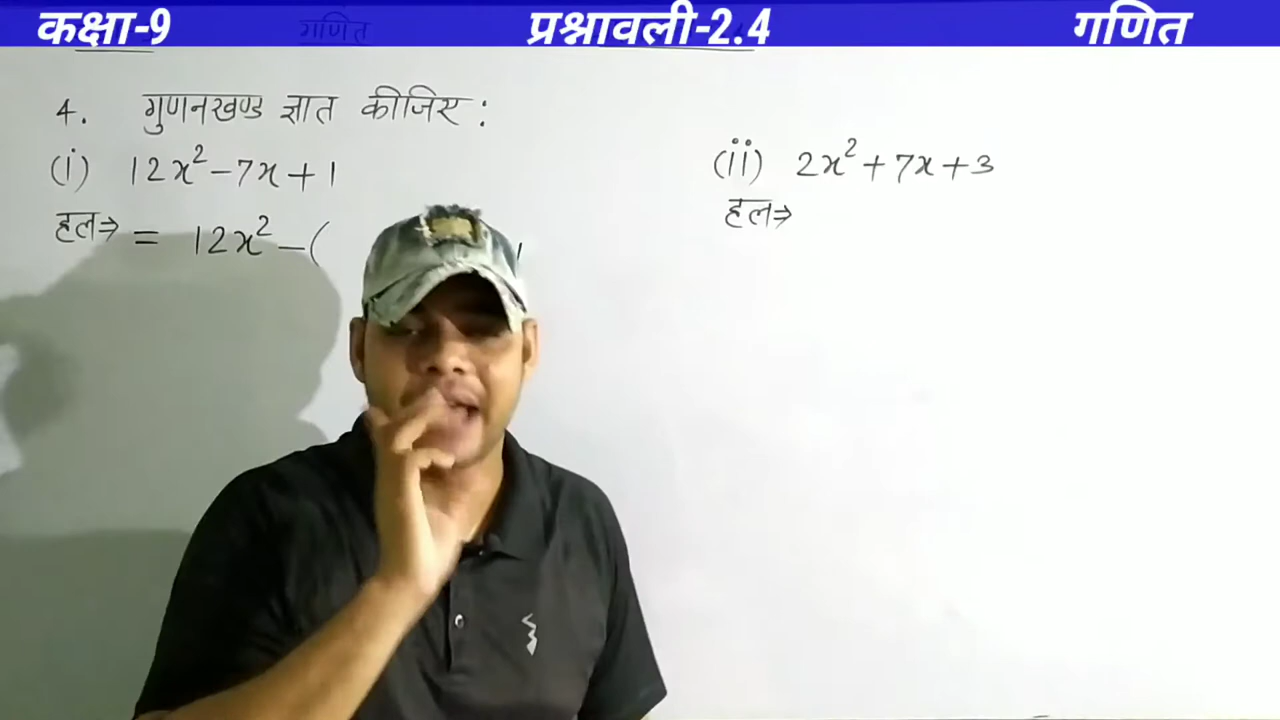 कक्षा-9 प्रश्नावली-2.4 गणित
गणित
4. गुणनखण्ड ज्ञात कीजिए :
(i) 12x² – 7x + 1
हल⇒ = 12x² – (
(ii) 2x² + 7x + 3
हल⇒